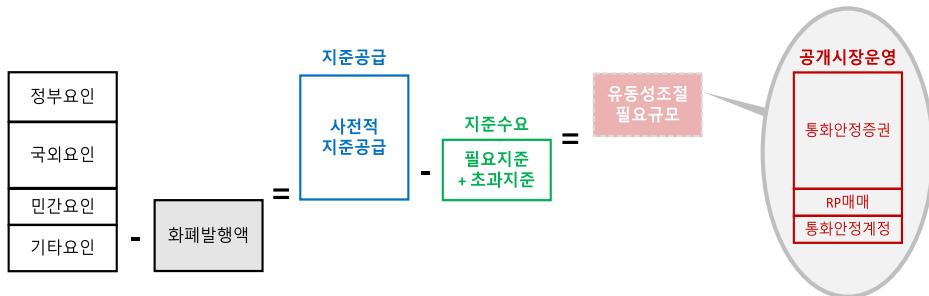 정부요인
국외요인
민간요인
기타요인
-
화폐발행액
=
지준공급
사전적
지준공급
-
지준수요
필요지준
+ 초과지준
=
유동성조절
필요규모
공개시장운영
통화안정증권
RP매매
통화안정계정